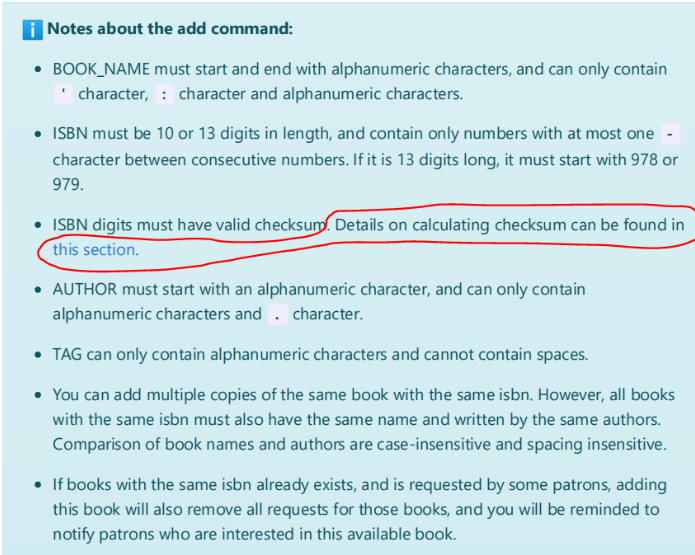 i Notes about the add command:
• BOOK_NAME must start and end with alphanumeric characters, and can only contain
' character, : character and alphanumeric characters.
• ISBN must be 10 or 13 digits in length, and contain only numbers with at most one -
character between consecutive numbers. If it is 13 digits long, it must start with 978 or
979.
• ISBN digits must have valid checksum. Details on calculating checksum can be found in
this section.
• AUTHOR must start with an alphanumeric character, and can only contain
alphanumeric characters and . character.
• TAG can only contain alphanumeric characters and cannot contain spaces.
• You can add multiple copies of the same book with the same isbn. However, all books
with the same isbn must also have the same name and written by the same authors.
Comparison of book names and authors are case-insensitive and spacing insensitive.
• If books with the same isbn already exists, and is requested by some patrons, adding
this book will also remove all requests for those books, and you will be reminded to
notify patrons who are interested in this available book.